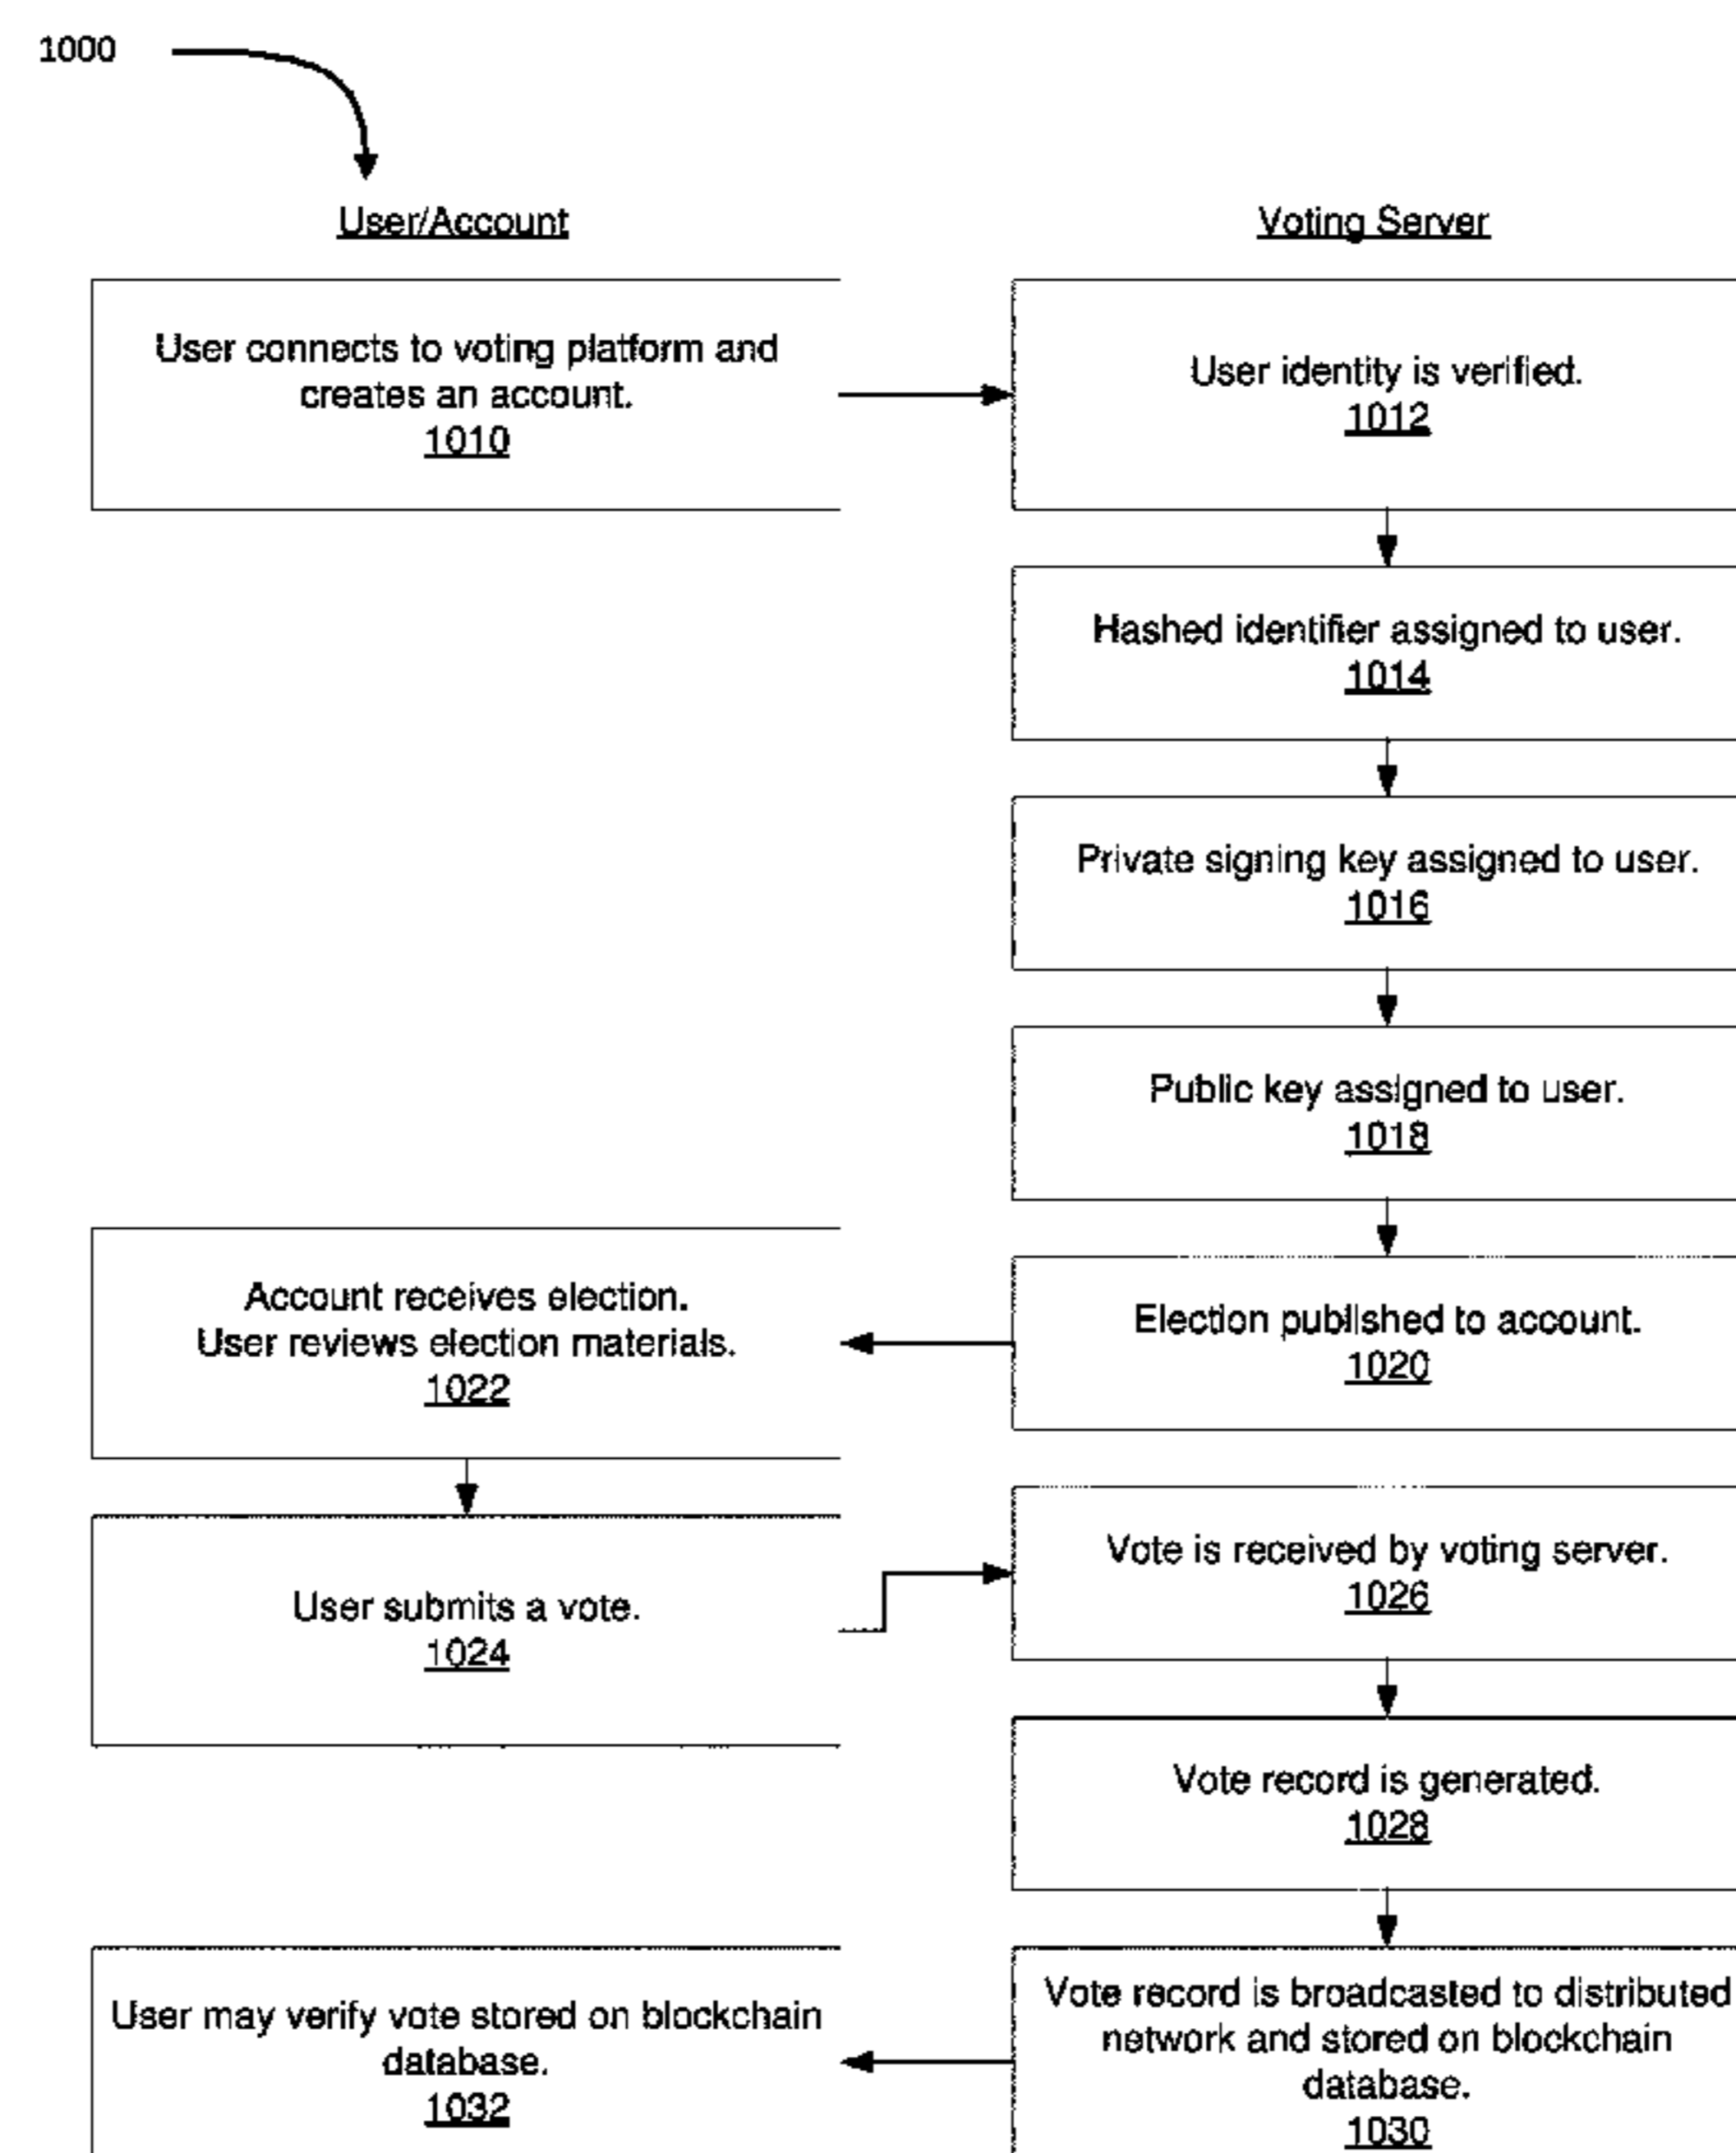 1000
User/Account
Voting Server
User connects to voting platform and
creates an account.
1010
User identity is verified.
1012
Hashed identifier assigned to user.
1014
Private signing key assigned to user.
1016
Public key assigned to user.
1018
Election published to account.
1020
Account receives election.
User reviews election materials.
1022
User submits a vote.
1024
Vote is received by voting server.
1026
Vote record is generated.
1028
Vote record is broadcasted to distributed
network and stored on blockchain
database.
1030
User may verify vote stored on blockchain
database.
1032